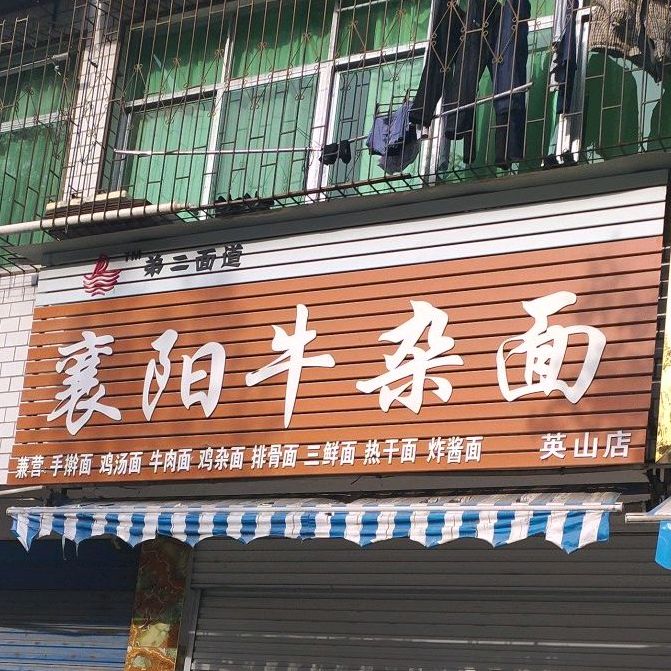 第二面道
襄阳牛杂面
兼营: 手擀面 鸡汤面 牛肉面 鸡杂面 排骨面 三鲜面 热干面 炸酱面
英山店